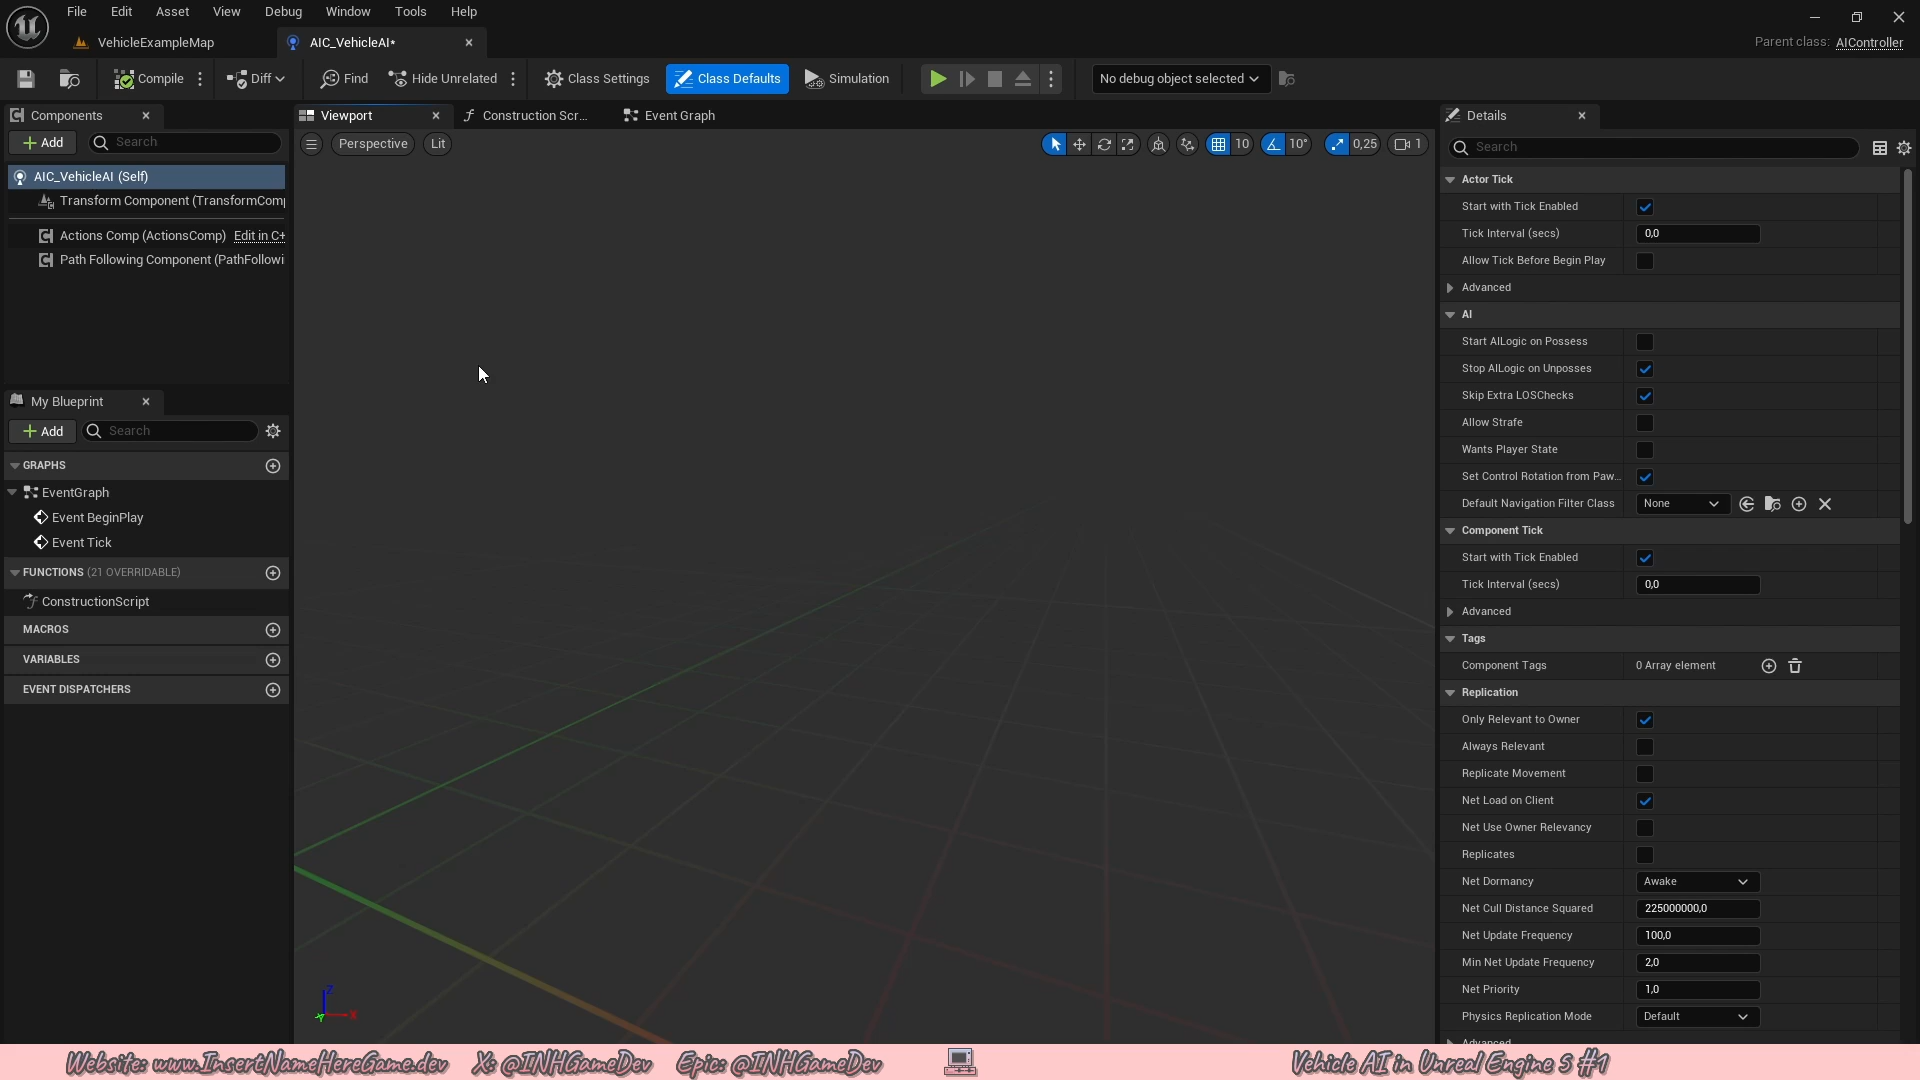 File Edit Asset View Debug Window Tools Help
VehicleExampleMap
AIC_VehicleAI*
Parent class: AIController
Compile
Diff
Find
Hide Unrelated
Class Settings
Class Defaults
Simulation
No debug object selected
Components
Add
Search
AIC_VehicleAI (Self)
Transform Component (TransformComp
Actions Comp (ActionsComp) Edit in C+
Path Following Component (PathFollowi
My Blueprint
Add
Search
GRAPHS
EventGraph
Event BeginPlay
Event Tick
FUNCTIONS (21 OVERRIDABLE)
ConstructionScript
MACROS
VARIABLES
EVENT DISPATCHERS
Viewport
Construction Scr...
Event Graph
Perspective
Lit
10
10°
0,25
1
Z
X
Y
Details
Search
Actor Tick
Start with Tick Enabled
Tick Interval (secs) 0,0
Allow Tick Before Begin Play
Advanced
AI
Start AILogic on Possess
Stop AILogic on Unposses
Skip Extra LOSChecks
Allow Strafe
Wants Player State
Set Control Rotation from Paw...
Default Navigation Filter Class None
Component Tick
Start with Tick Enabled
Tick Interval (secs) 0,0
Advanced
Tags
Component Tags 0 Array element
Replication
Only Relevant to Owner
Always Relevant
Replicate Movement
Net Load on Client
Net Use Owner Relevancy
Replicates
Net Dormancy Awake
Net Cull Distance Squared 225000000,0
Net Update Frequency 100,0
Min Net Update Frequency 2,0
Net Priority 1,0
Physics Replication Mode Default
Advanced
Website: www.InsertNameHereGame.dev X: @INHGameDev Epic: @INHGameDev
Vehicle AI in Unreal Engine 5 #1